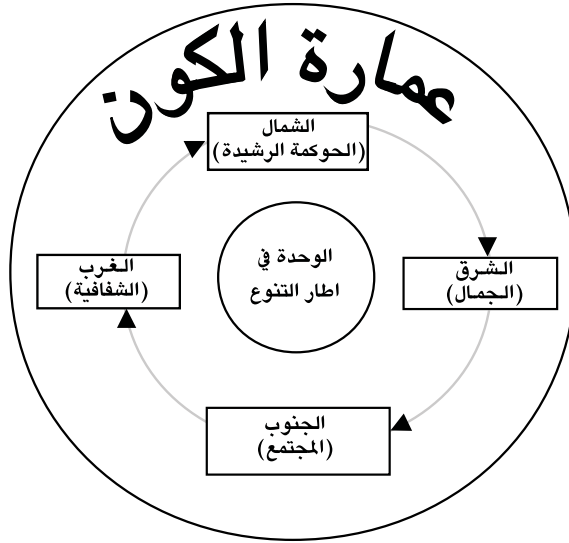 عمارة الكون
الشمال
(الحوكمة الرشيدة)
الشرق
(الجمال)
الوحدة في
اطار التنوع
الغرب
(الشفافية)
الجنوب
(المجتمع)